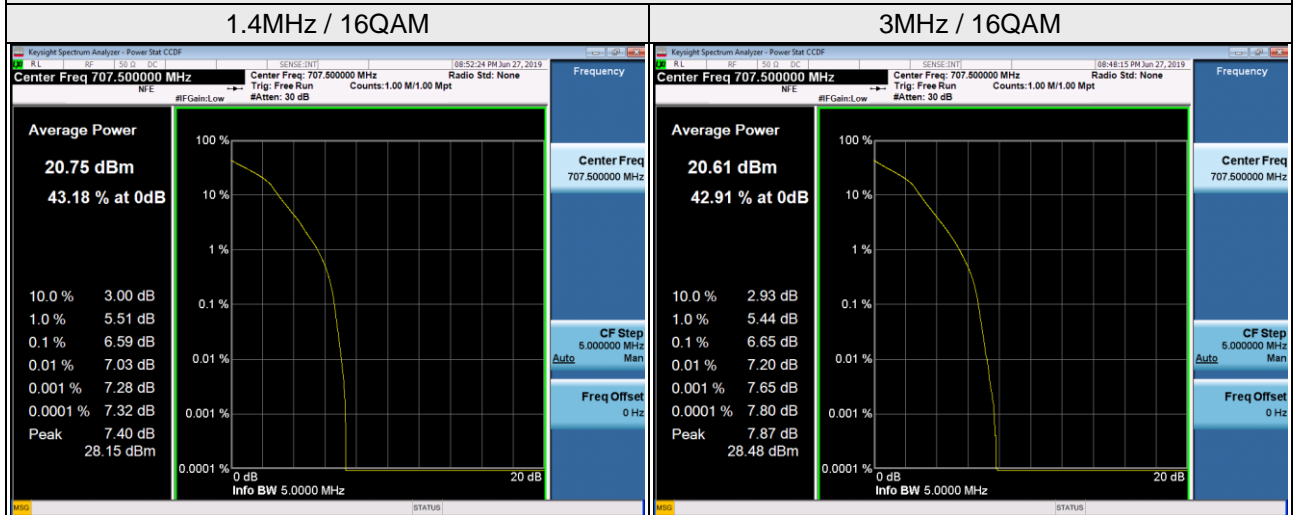 1.4MHz / 16QAM
Keysight Spectrum Analyzer - Power Stat CCDF
RL RF 50 Ω DC SENSE:INT 08:52:24 PM Jun 27, 2019
Center Freq 707.500000 MHz Center Freq: 707.500000 MHz Radio Std: None
NFE Trig: Free Run Counts:1.00 M/1.00 Mpt
#IFGain:Low #Atten: 30 dB
Frequency
Average Power
20.75 dBm
43.18 % at 0dB
10.0 % 3.00 dB
1.0 % 5.51 dB
0.1 % 6.59 dB
0.01 % 7.03 dB
0.001 % 7.28 dB
0.0001 % 7.32 dB
Peak 7.40 dB
28.15 dBm
100 %
10 %
1 %
0.1 %
0.01 %
0.001 %
0.0001 %
0 dB 20 dB
Info BW 5.0000 MHz
Center Freq
707.500000 MHz
CF Step
5.000000 MHz
Auto Man
Freq Offset
0 Hz
MSG STATUS
3MHz / 16QAM
Keysight Spectrum Analyzer - Power Stat CCDF
RL RF 50 Ω DC SENSE:INT 08:48:15 PM Jun 27, 2019
Center Freq 707.500000 MHz Center Freq: 707.500000 MHz Radio Std: None
NFE Trig: Free Run Counts:1.00 M/1.00 Mpt
#IFGain:Low #Atten: 30 dB
Frequency
Average Power
20.61 dBm
42.91 % at 0dB
10.0 % 2.93 dB
1.0 % 5.44 dB
0.1 % 6.65 dB
0.01 % 7.20 dB
0.001 % 7.65 dB
0.0001 % 7.80 dB
Peak 7.87 dB
28.48 dBm
100 %
10 %
1 %
0.1 %
0.01 %
0.001 %
0.0001 %
0 dB 20 dB
Info BW 5.0000 MHz
Center Freq
707.500000 MHz
CF Step
5.000000 MHz
Auto Man
Freq Offset
0 Hz
MSG STATUS